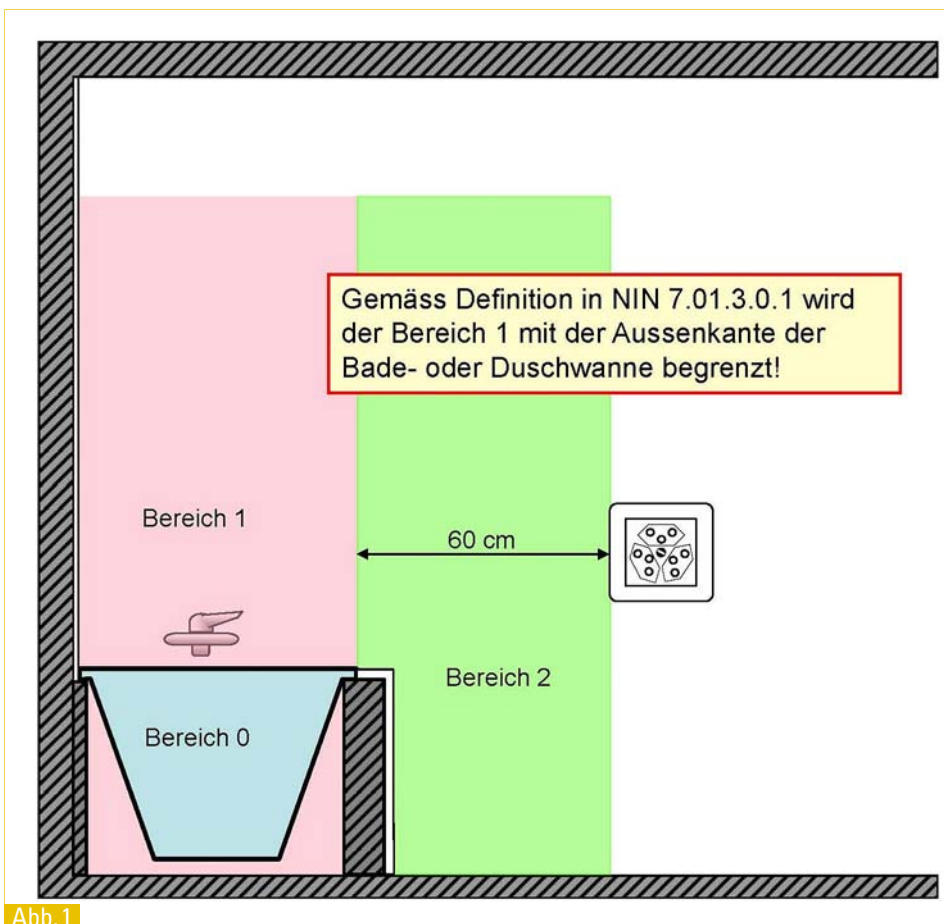 Gemäss Definition in NIN 7.01.3.0.1 wird
der Bereich 1 mit der Aussenkante der
Bade- oder Duschwanne begrenzt!
Bereich 1
60 cm
Bereich 2
Bereich 0
Abb.1